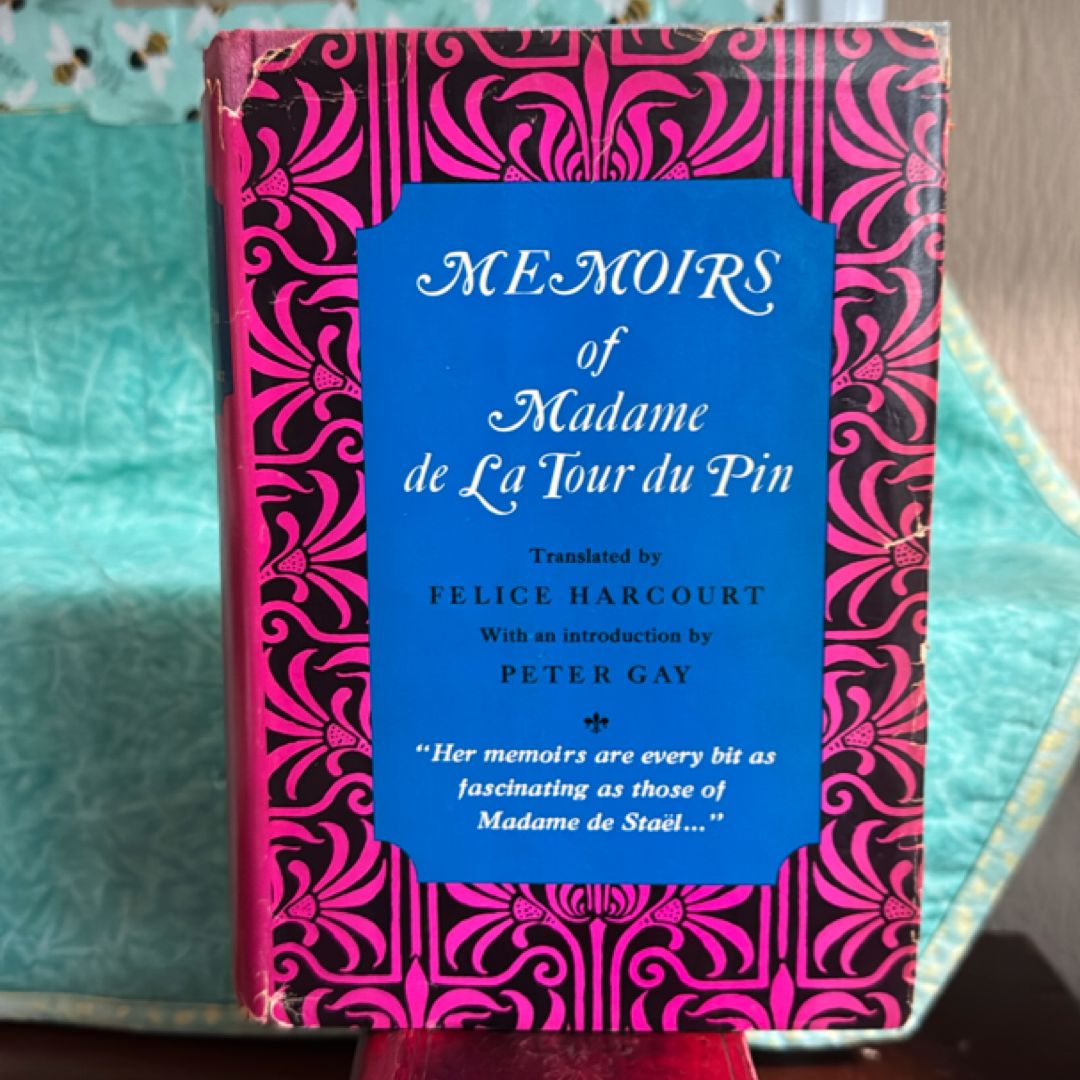 MEMOIRS
of
Madame
de La Tour du Pin
Translated by
FELICE HARCOURT
With an introduction by
PETER GAY
"Her memoirs are every bit as
fascinating as those of
Madame de Staël..."